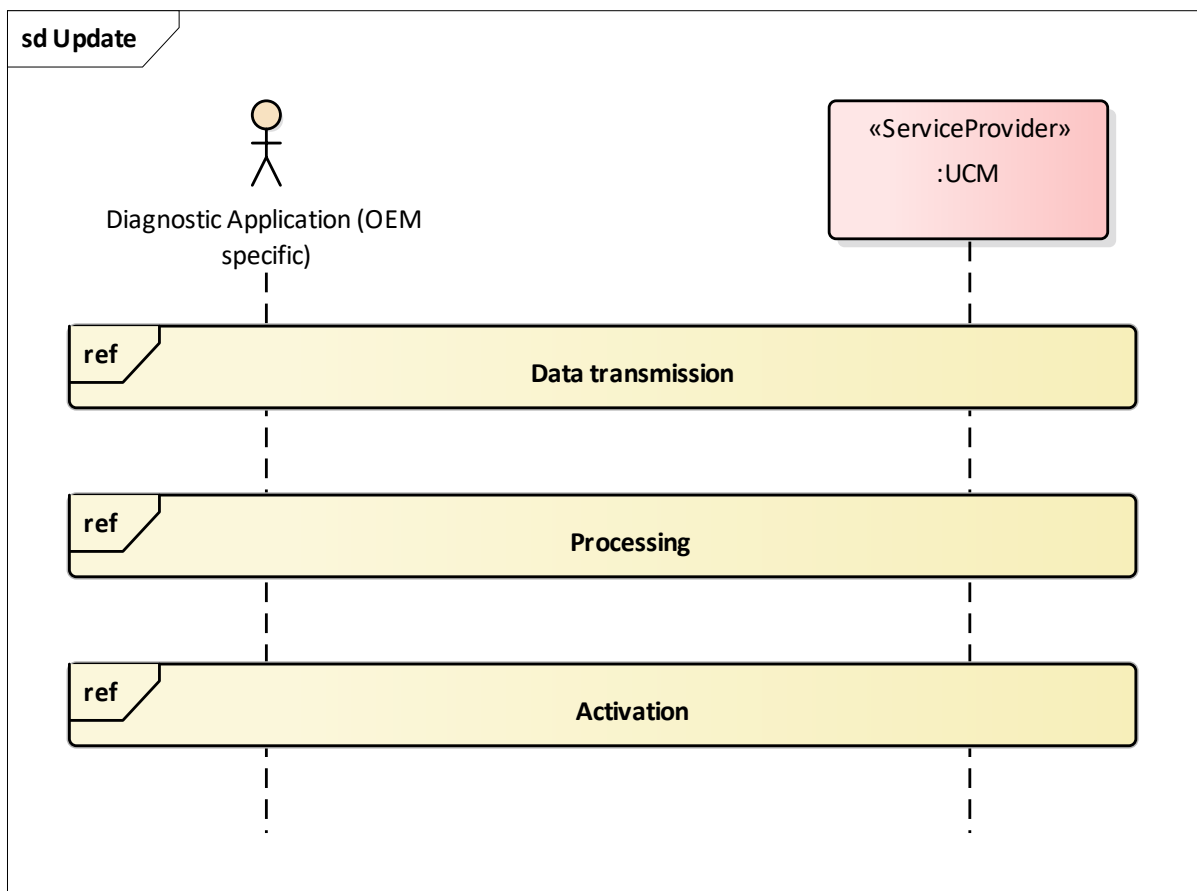 sd Update
Diagnostic Application (OEM
specific)
«ServiceProvider»
:UCM
ref
Data transmission
ref
Processing
ref
Activation